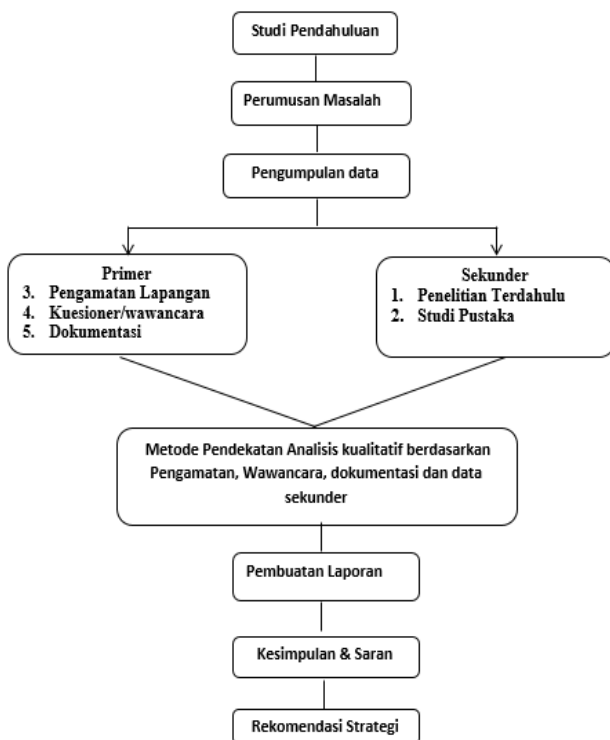 Studi Pendahuluan
Perumusan Masalah
Pengumpulan data
Primer
3. Pengamatan Lapangan
4. Kuesioner/wawancara
5. Dokumentasi
Sekunder
1. Penelitian Terdahulu
2. Studi Pustaka
Metode Pendekatan Analisis kualitatif berdasarkan
Pengamatan, Wawancara, dokumentasi dan data
sekunder
Pembuatan Laporan
Kesimpulan & Saran
Rekomendasi Strategi